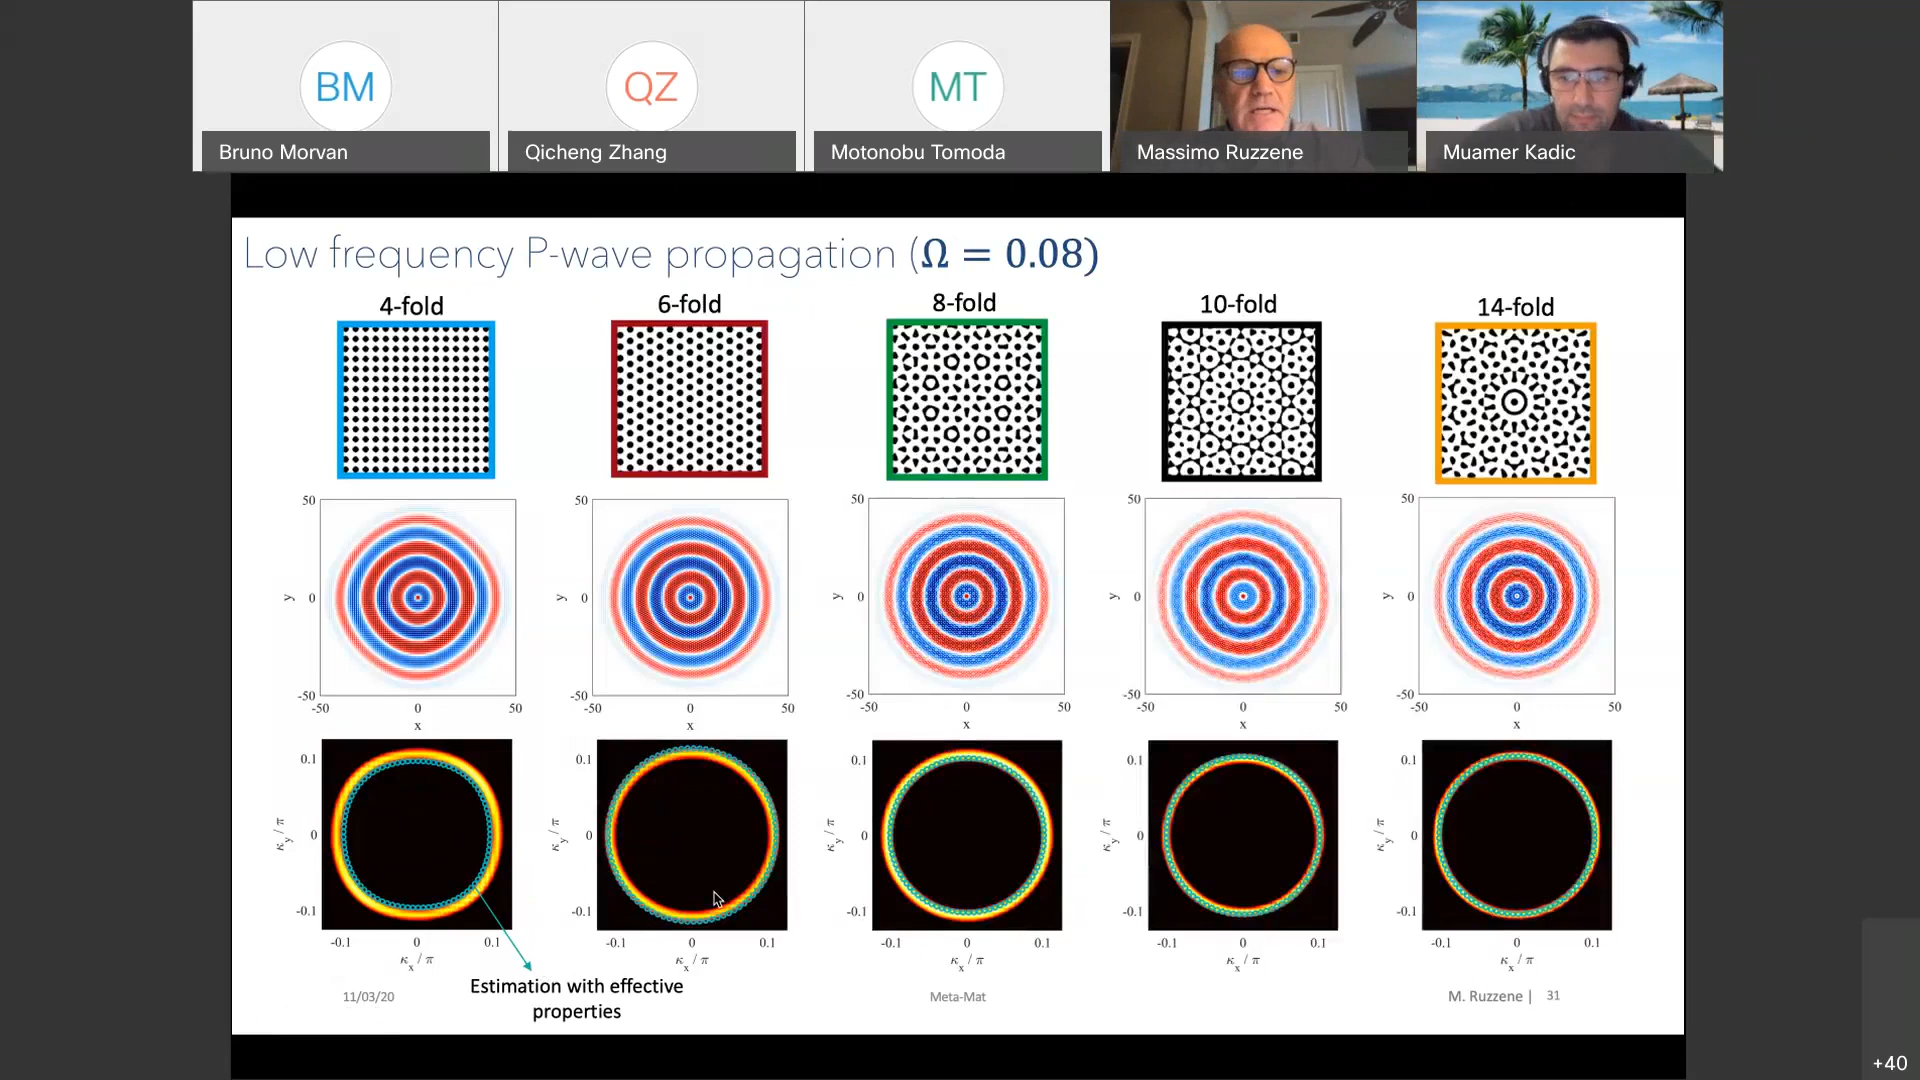 BM
QZ
MT
Bruno Morvan
Qicheng Zhang
Motonobu Tomoda
Massimo Ruzzene
Muamer Kadic
Low frequency P-wave propagation (Ω = 0.08)
4-fold
6-fold
8-fold
10-fold
14-fold
50
y 0
-50
-50 0 50
x
50
y 0
-50
-50 0 50
x
50
y 0
-50
-50 0 50
x
50
y 0
-50
-50 0 50
x
50
y 0
-50
-50 0 50
x
0.1
κy / π 0
-0.1
-0.1 0 0.1
κx / π
0.1
κy / π 0
-0.1
-0.1 0 0.1
κx / π
0.1
κy / π 0
-0.1
-0.1 0 0.1
κx / π
0.1
κy / π 0
-0.1
-0.1 0 0.1
κx / π
0.1
κy / π 0
-0.1
-0.1 0 0.1
κx / π
Estimation with effective
properties
11/03/20
Meta-Mat
M. Ruzzene | 31
+40